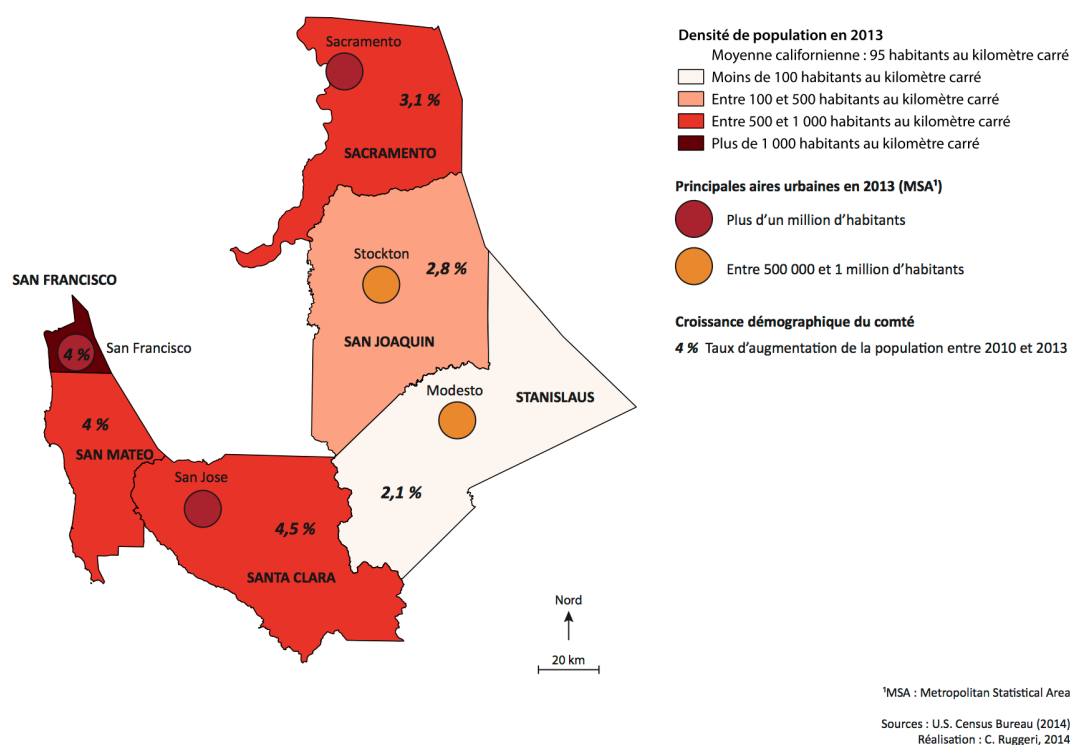 Sacramento
3,1 %
SACRAMENTO
Stockton
2,8 %
SAN JOAQUIN
SAN FRANCISCO
San Francisco
4 %
4 %
SAN MATEO
Modesto
STANISLAUS
2,1 %
San Jose
4,5 %
SANTA CLARA
Nord
20 km
Densité de population en 2013
Moyenne californienne : 95 habitants au kilomètre carré
Moins de 100 habitants au kilomètre carré
Entre 100 et 500 habitants au kilomètre carré
Entre 500 et 1 000 habitants au kilomètre carré
Plus de 1 000 habitants au kilomètre carré
Principales aires urbaines en 2013 (MSA¹)
Plus d'un million d'habitants
Entre 500 000 et 1 million d'habitants
Croissance démographique du comté
4 % Taux d'augmentation de la population entre 2010 et 2013
¹MSA : Metropolitan Statistical Area
Sources : U.S. Census Bureau (2014)
Réalisation : C. Ruggeri, 2014